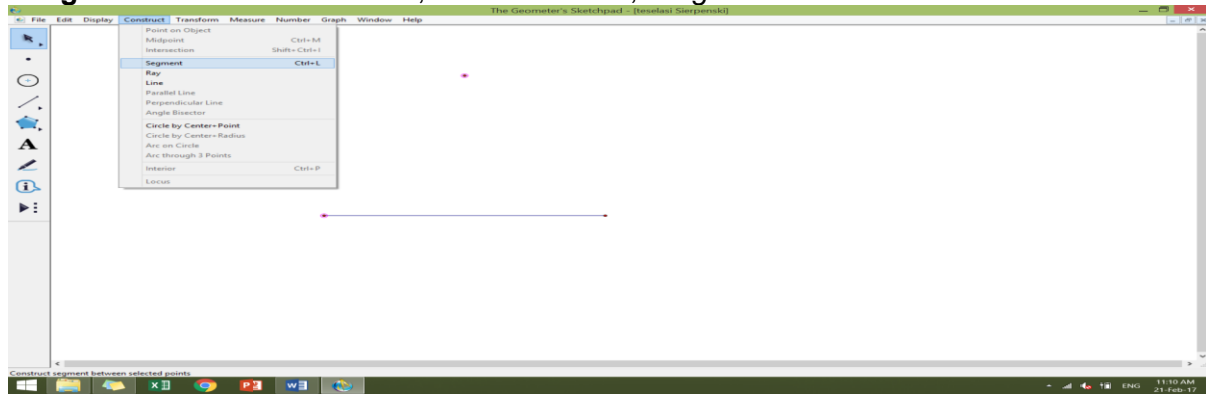 The Geometer's Sketchpad - [teselasi Sierpenski]
File Edit Display Construct Transform Measure Number Graph Window Help
Point on Object
Midpoint Ctrl+M
Intersection Shift+Ctrl+I
Segment Ctrl+L
Ray
Line
Parallel Line
Perpendicular Line
Angle Bisector
Circle by Center+Point
Circle by Center+Radius
Arc on Circle
Arc through 3 Points
Interior Ctrl+P
Locus
A
Construct segment between selected points
ENG 11:10 AM
21-Feb-17